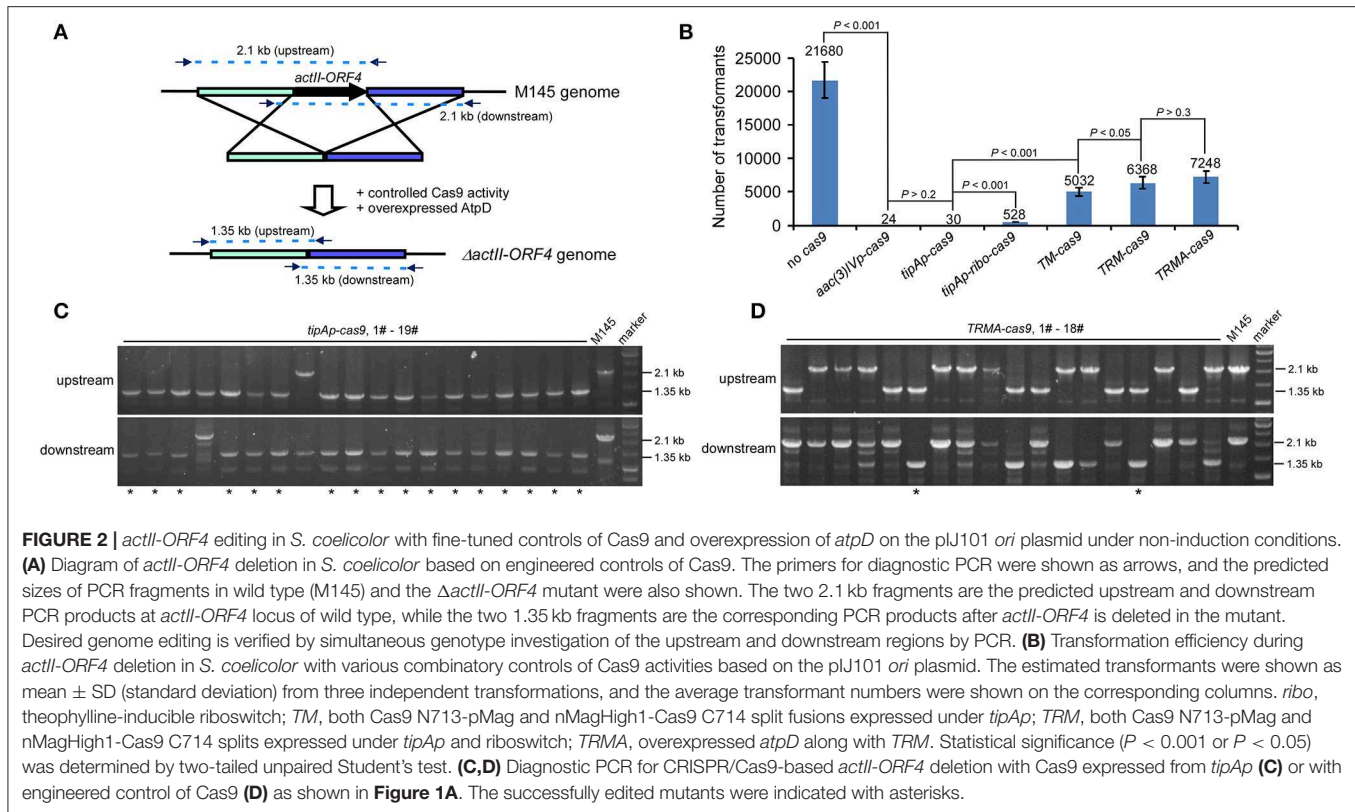 A
2.1 kb (upstream)
actII-ORF4
M145 genome
2.1 kb (downstream)
+ controlled Cas9 activity
+ overexpressed AtpD
1.35 kb (upstream)
ΔactII-ORF4 genome
1.35 kb (downstream)
B
Number of transformants
25000
20000
15000
10000
5000
0
P < 0.001
21680
P > 0.2
P < 0.001
P < 0.001
P < 0.05
P > 0.3
24
30
528
5032
6368
7248
no cas9
aac(3)IVp-cas9
tipAp-cas9
tipAp-ribo-cas9
TM-cas9
TRM-cas9
TRMA-cas9
C
tipAp-cas9, 1# - 19#
M145
marker
upstream
2.1 kb
1.35 kb
downstream
2.1 kb
1.35 kb
* * * * * * * * * * * * * * * * *
D
TRMA-cas9, 1# - 18#
M145
marker
upstream
2.1 kb
1.35 kb
downstream
2.1 kb
1.35 kb
* *
FIGURE 2 | actII-ORF4 editing in S. coelicolor with fine-tuned controls of Cas9 and overexpression of atpD on the pIJ101 ori plasmid under non-induction conditions.
(A) Diagram of actII-ORF4 deletion in S. coelicolor based on engineered controls of Cas9. The primers for diagnostic PCR were shown as arrows, and the predicted
sizes of PCR fragments in wild type (M145) and the ΔactII-ORF4 mutant were also shown. The two 2.1 kb fragments are the predicted upstream and downstream
PCR products at actII-ORF4 locus of wild type, while the two 1.35 kb fragments are the corresponding PCR products after actII-ORF4 is deleted in the mutant.
Desired genome editing is verified by simultaneous genotype investigation of the upstream and downstream regions by PCR. (B) Transformation efficiency during
actII-ORF4 deletion in S. coelicolor with various combinatory controls of Cas9 activities based on the pIJ101 ori plasmid. The estimated transformants were shown as
mean ± SD (standard deviation) from three independent transformations, and the average transformant numbers were shown on the corresponding columns. ribo,
theophylline-inducible riboswitch; TM, both Cas9 N713-pMag and nMagHigh1-Cas9 C714 split fusions expressed under tipAp; TRM, both Cas9 N713-pMag and
nMagHigh1-Cas9 C714 splits expressed under tipAp and riboswitch; TRMA, overexpressed atpD along with TRM. Statistical significance (P < 0.001 or P < 0.05)
was determined by two-tailed unpaired Student's test. (C,D) Diagnostic PCR for CRISPR/Cas9-based actII-ORF4 deletion with Cas9 expressed from tipAp (C) or with
engineered control of Cas9 (D) as shown in Figure 1A. The successfully edited mutants were indicated with asterisks.